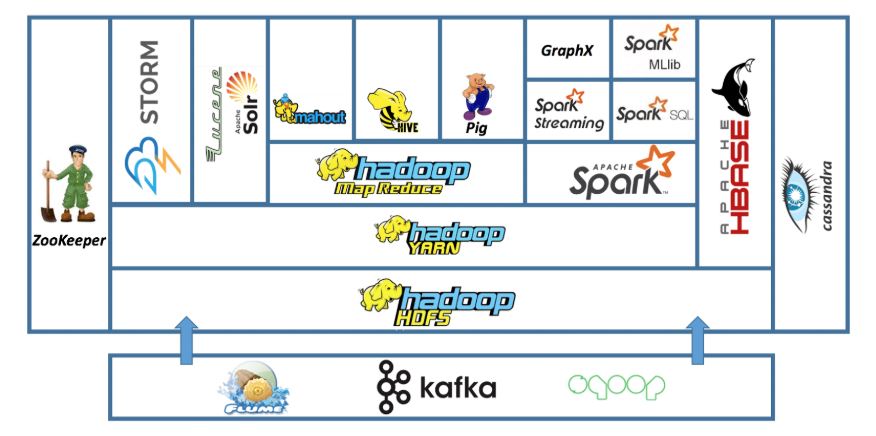 STORM
Lucene
Apache
Solr
mahout
HIVE
Pig
GraphX
Spark
MLlib
Spark
Streaming
Spark SQL
APACHE
HBASE
cassandra
ZooKeeper
hadoop
Map Reduce
APACHE
Spark™
hadoop
YARN
hadoop
HDFS
FLUME
kafka
sqoop